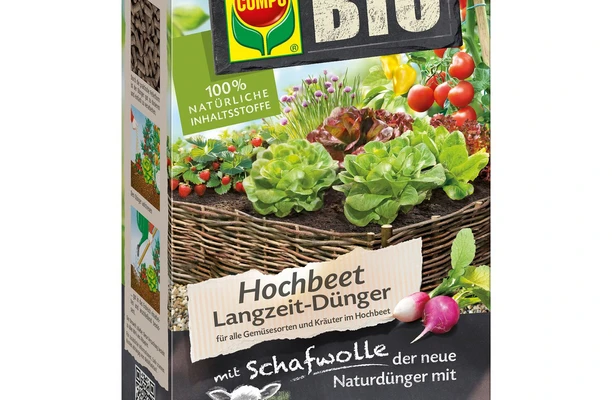 COMPO
BIO
®
100%
NATÜRLICHE
INHALTSSTOFFE
Hochbeet
Langzeit-Dünger
für alle Gemüsesorten und Kräuter im Hochbeet
mit Schafwolle der neue
Naturdünger mit